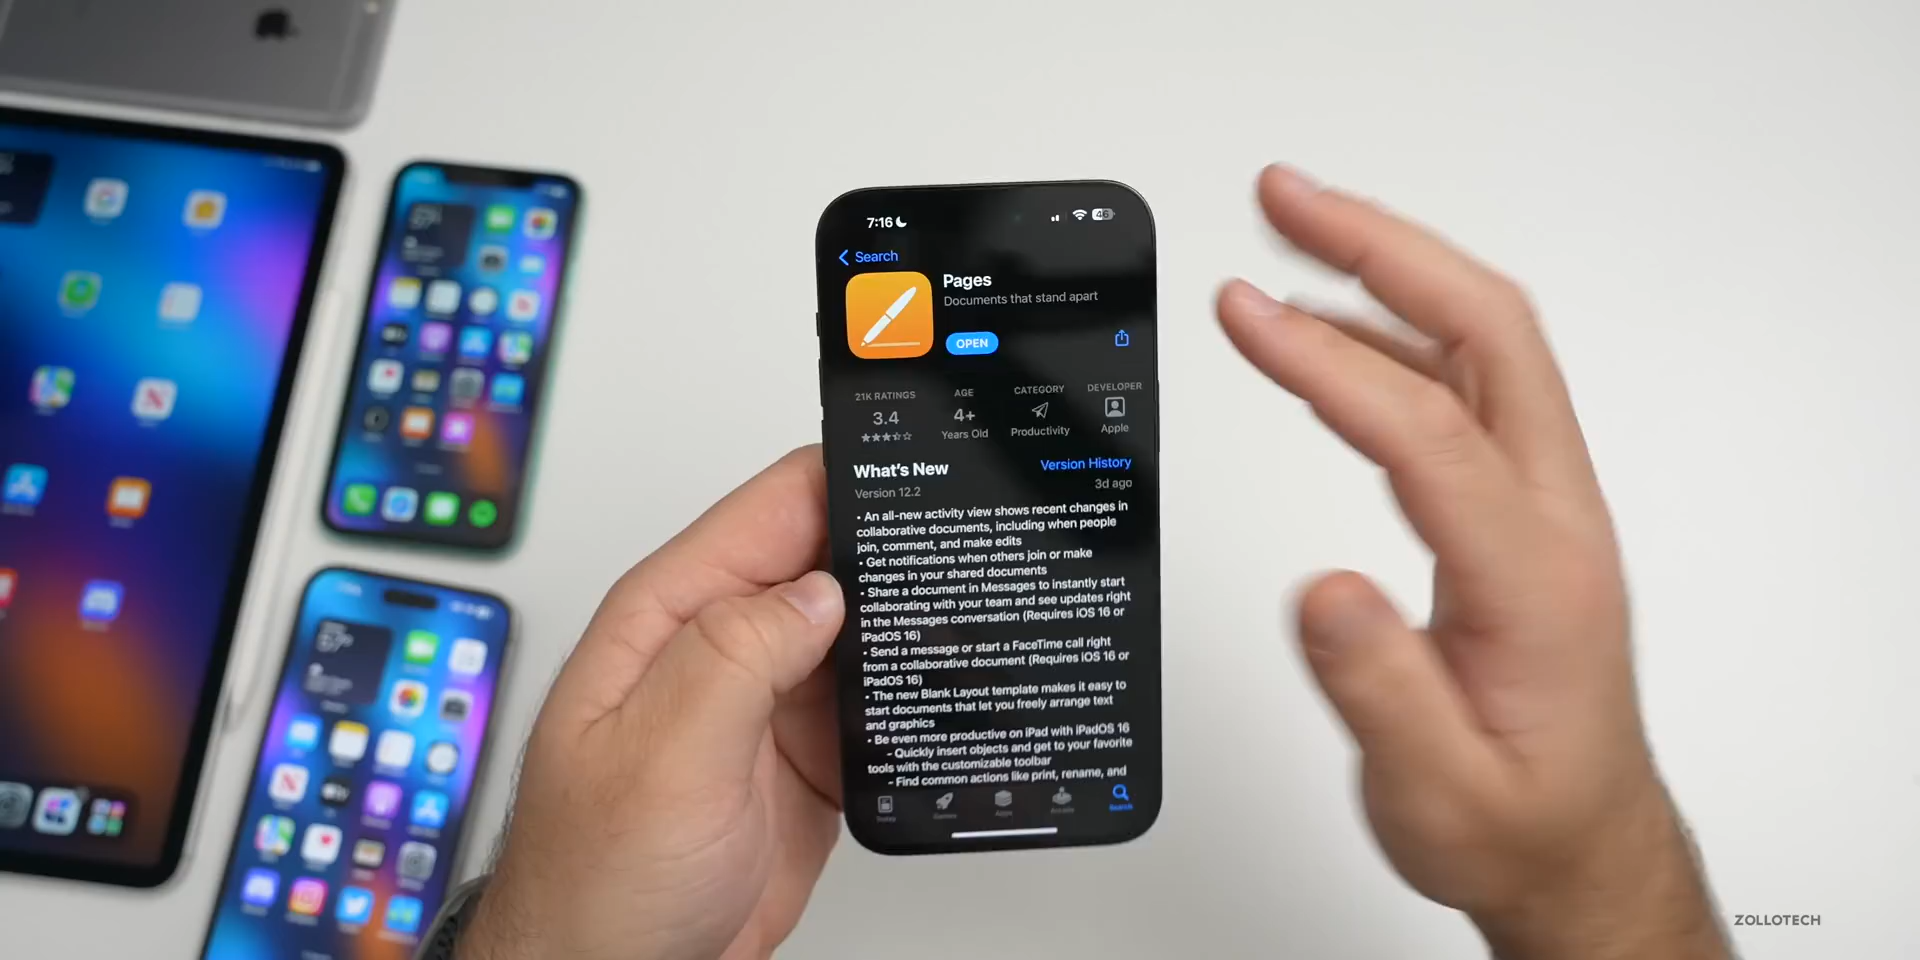 7:16
46
Search
Pages
Documents that stand apart
OPEN
21K RATINGS
3.4
AGE
4+
Years Old
CATEGORY
Productivity
DEVELOPER
Apple
What's New
Version History
Version 12.2
3d ago
• An all-new activity view shows recent changes in
collaborative documents, including when people
join, comment, and make edits
• Get notifications when others join or make
changes in your shared documents
• Share a document in Messages to instantly start
collaborating with your team and see updates right
in the Messages conversation (Requires iOS 16 or
iPadOS 16)
• Send a message or start a FaceTime call right
from a collaborative document (Requires iOS 16 or
iPadOS 16)
• The new Blank Layout template makes it easy to
start documents that let you freely arrange text
and graphics
• Be even more productive on iPad with iPadOS 16
– Quickly insert objects and get to your favorite
tools with the customizable toolbar
– Find common actions like print, rename, and
Today
Games
Apps
Arcade
Search
ZOLLOTECH